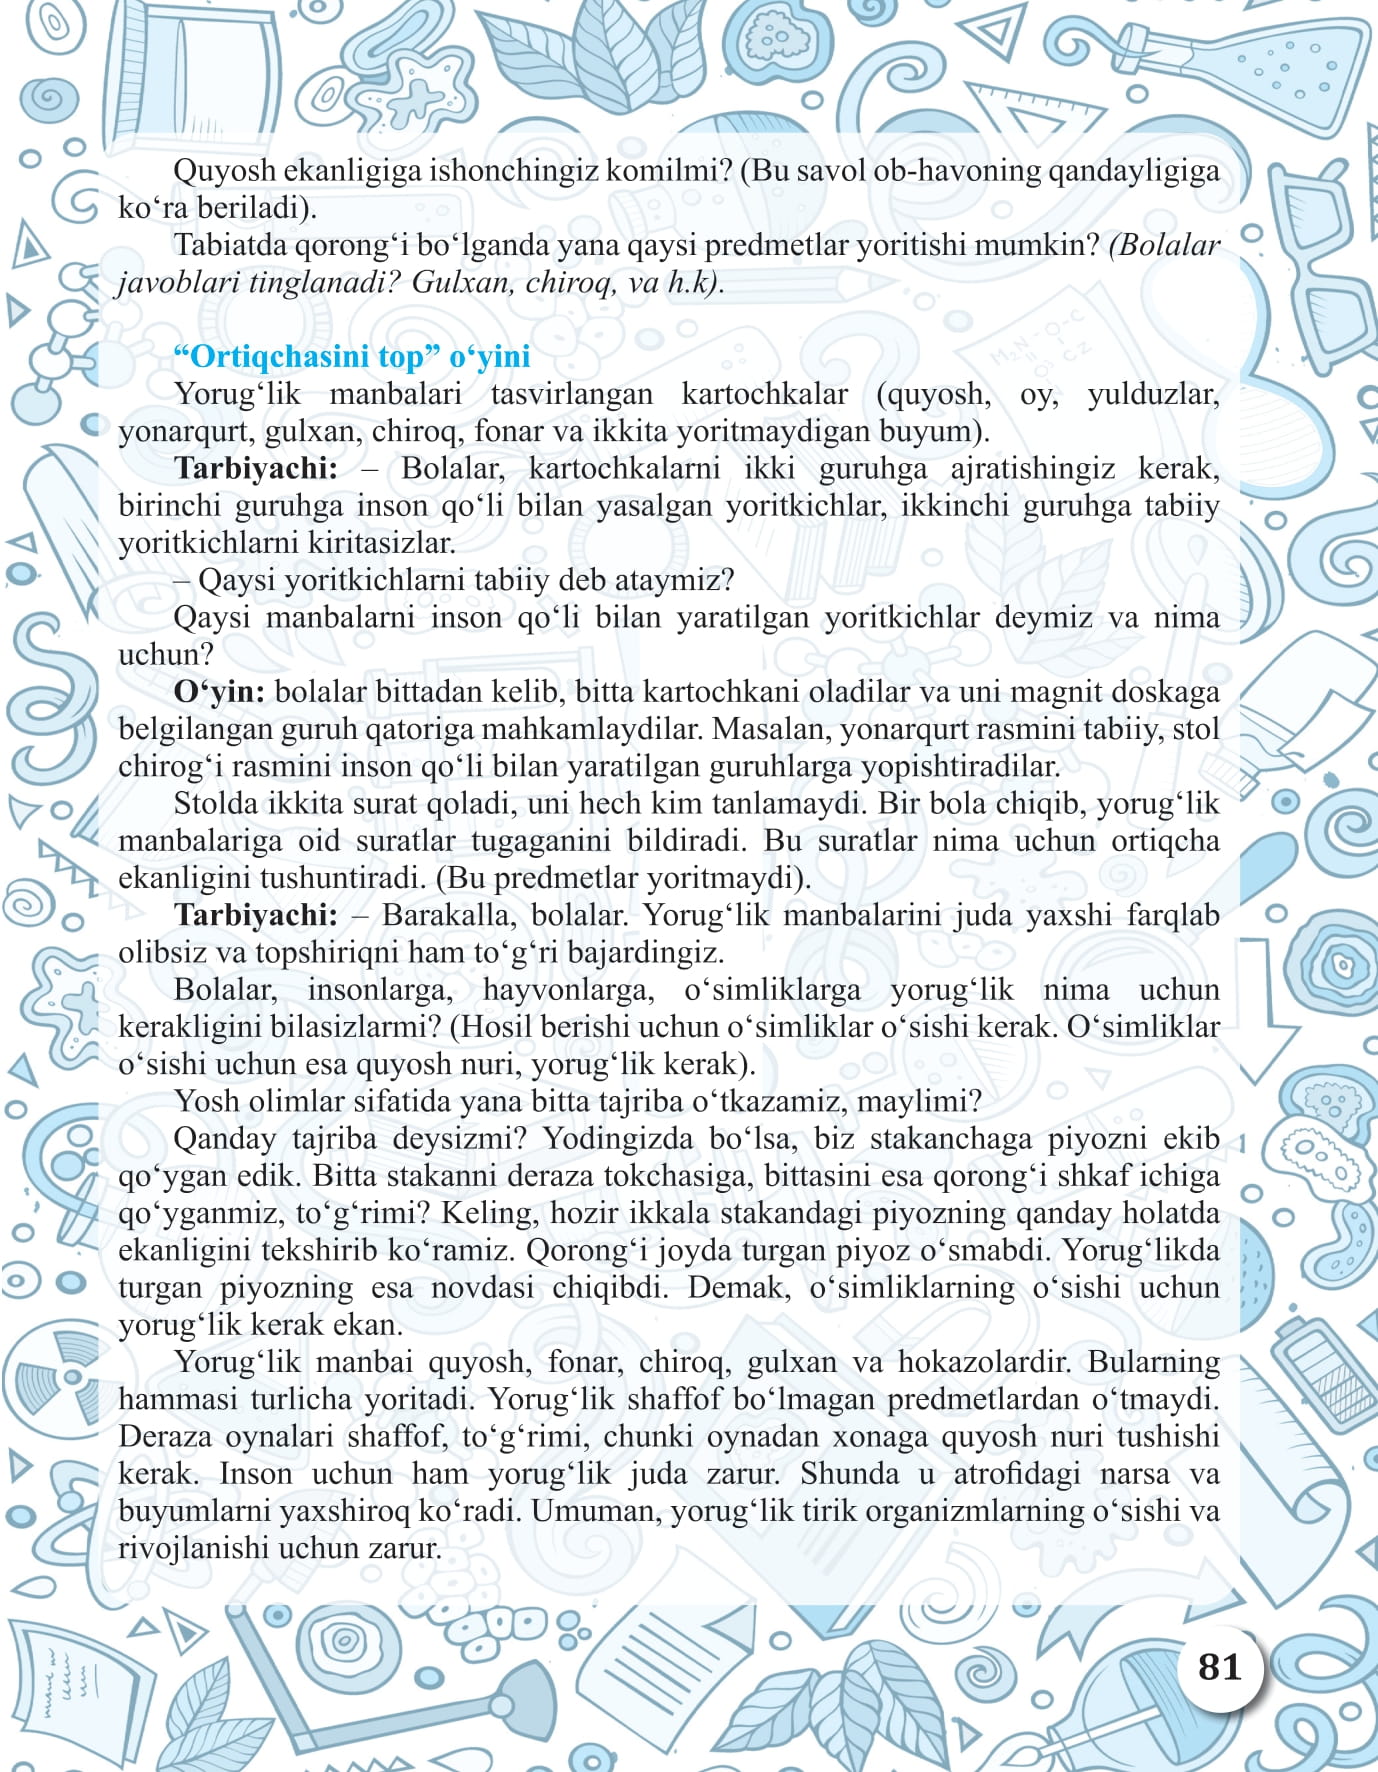 Quyosh ekanligiga ishonchingiz komilmi? (Bu savol ob-havoning qandayligiga
ko‘ra beriladi).
Tabiatda qorong‘i bo‘lganda yana qaysi predmetlar yoritishi mumkin? (Bolalar
javoblari tinglanadi? Gulxan, chiroq, va h.k).
“Ortiqchasini top” o‘yini
Yorug‘lik manbalari tasvirlangan kartochkalar (quyosh, oy, yulduzlar,
yonarqurt, gulxan, chiroq, fonar va ikkita yoritmaydigan buyum).
Tarbiyachi: – Bolalar, kartochkalarni ikki guruhga ajratishingiz kerak,
birinchi guruhga inson qo‘li bilan yasalgan yoritkichlar, ikkinchi guruhga tabiiy
yoritkichlarni kiritasizlar.
– Qaysi yoritkichlarni tabiiy deb ataymiz?
Qaysi manbalarni inson qo‘li bilan yaratilgan yoritkichlar deymiz va nima
uchun?
O‘yin: bolalar bittadan kelib, bitta kartochkani oladilar va uni magnit doskaga
belgilangan guruh qatoriga mahkamlaydilar. Masalan, yonarqurt rasmini tabiiy, stol
chirog‘i rasmini inson qo‘li bilan yaratilgan guruhlarga yopishtiradilar.
Stolda ikkita surat qoladi, uni hech kim tanlamaydi. Bir bola chiqib, yorug‘lik
manbalariga oid suratlar tugaganini bildiradi. Bu suratlar nima uchun ortiqcha
ekanligini tushuntiradi. (Bu predmetlar yoritmaydi).
Tarbiyachi: – Barakalla, bolalar. Yorug‘lik manbalarini juda yaxshi farqlab
olibsiz va topshiriqni ham to‘g‘ri bajardingiz.
Bolalar, insonlarga, hayvonlarga, o‘simliklarga yorug‘lik nima uchun
kerakligini bilasizlarmi? (Hosil berishi uchun o‘simliklar o‘sishi kerak. O‘simliklar
o‘sishi uchun esa quyosh nuri, yorug‘lik kerak).
Yosh olimlar sifatida yana bitta tajriba o‘tkazamiz, maylimi?
Qanday tajriba deysizmi? Yodingizda bo‘lsa, biz stakanchaga piyozni ekib
qo‘ygan edik. Bitta stakanni deraza tokchasiga, bittasini esa qorong‘i shkaf ichiga
qo‘yganmiz, to‘g‘rimi? Keling, hozir ikkala stakandagi piyozning qanday holatda
ekanligini tekshirib ko‘ramiz. Qorong‘i joyda turgan piyoz o‘smabdi. Yorug‘likda
turgan piyozning esa novdasi chiqibdi. Demak, o‘simliklarning o‘sishi uchun
yorug‘lik kerak ekan.
Yorug‘lik manbai quyosh, fonar, chiroq, gulxan va hokazolardir. Bularning
hammasi turlicha yoritadi. Yorug‘lik shaffof bo‘lmagan predmetlardan o‘tmaydi.
Deraza oynalari shaffof, to‘g‘rimi, chunki oynadan xonaga quyosh nuri tushishi
kerak. Inson uchun ham yorug‘lik juda zarur. Shunda u atrofidagi narsa va
buyumlarni yaxshiroq ko‘radi. Umuman, yorug‘lik tirik organizmlarning o‘sishi va
rivojlanishi uchun zarur.
81